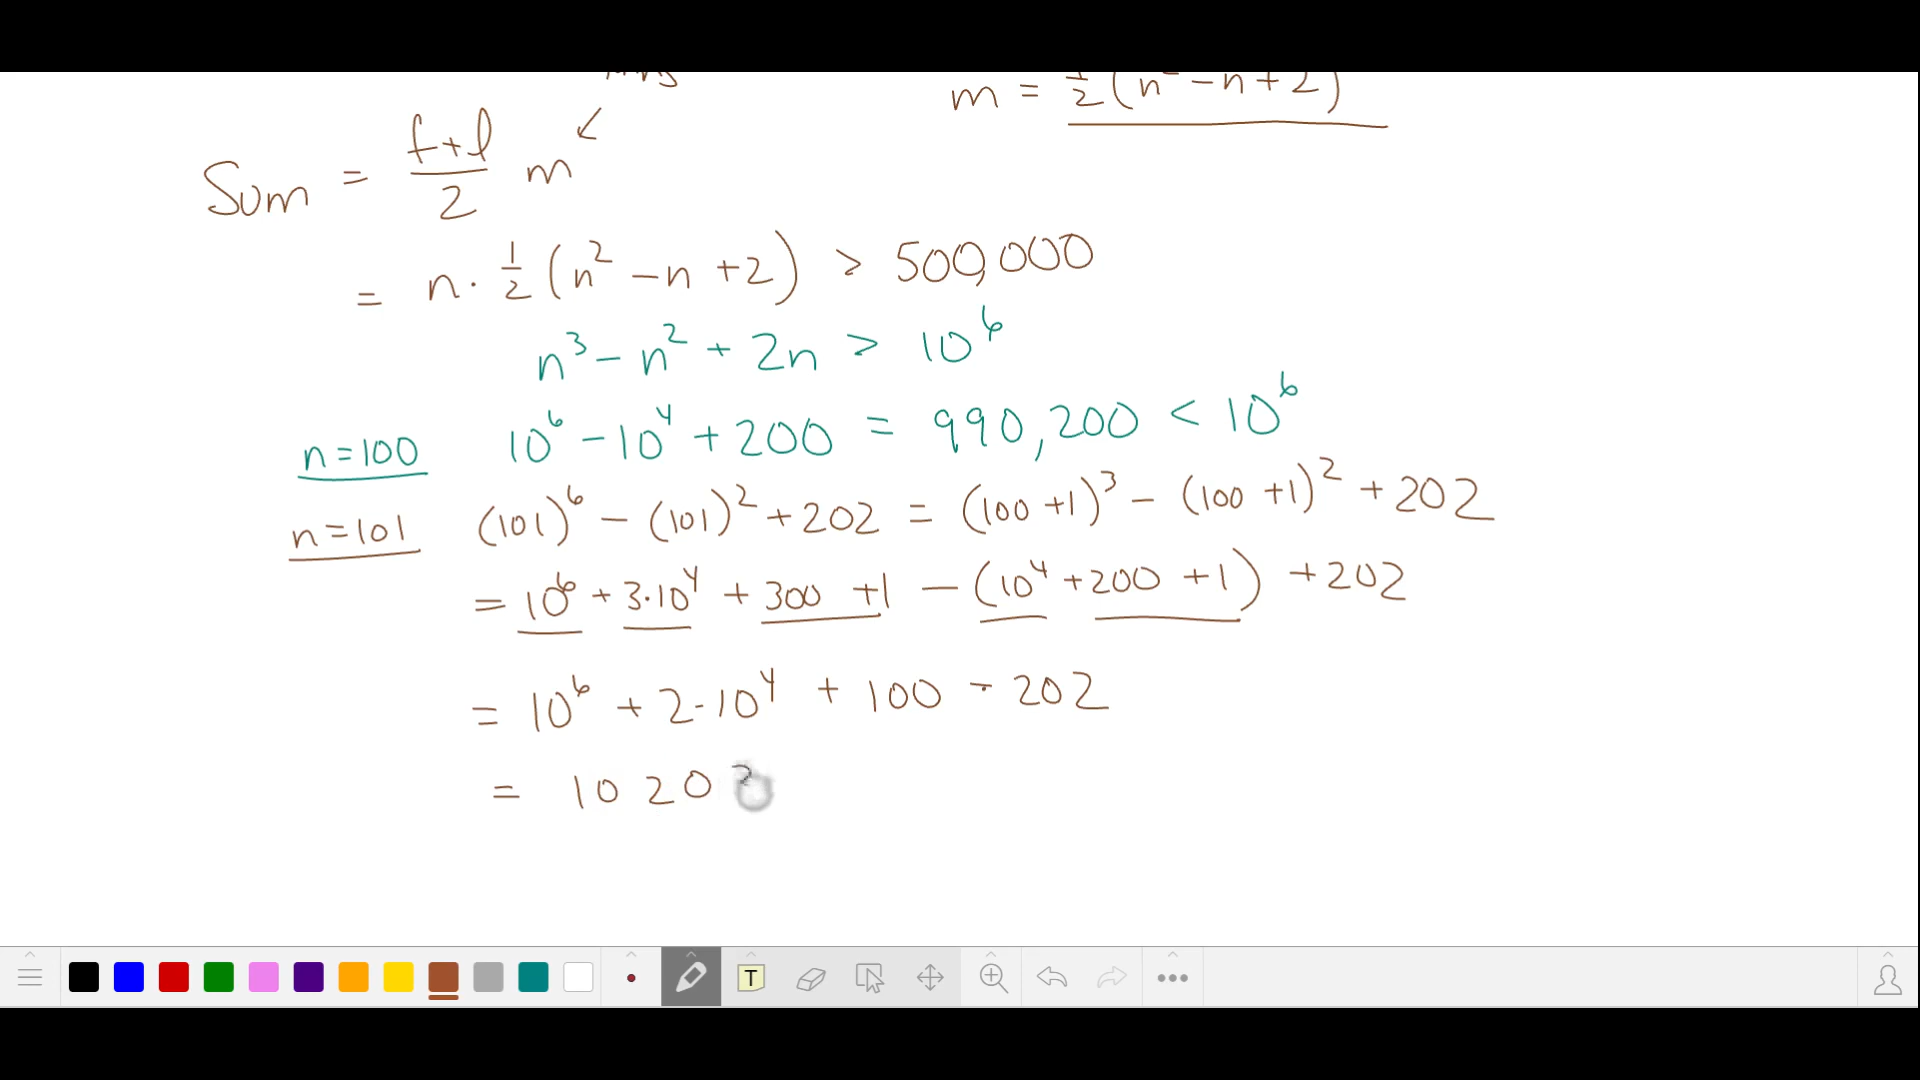 m = 1/2 (n² − n + 2)
Sum = (f+l)/2 m
= n · 1/2 (n² − n + 2) > 500,000
n³ − n² + 2n > 10⁶
n=100 10⁶ − 10⁴ + 200 = 990,200 < 10⁶
n=101 (101)⁶ − (101)² + 202 = (100 +1)³ − (100 +1)² + 202
= 10⁶ + 3·10⁴ + 300 +1 − (10⁴ + 200 + 1) + 202
= 10⁶ + 2·10⁴ + 100 - 202
= 10 20
T